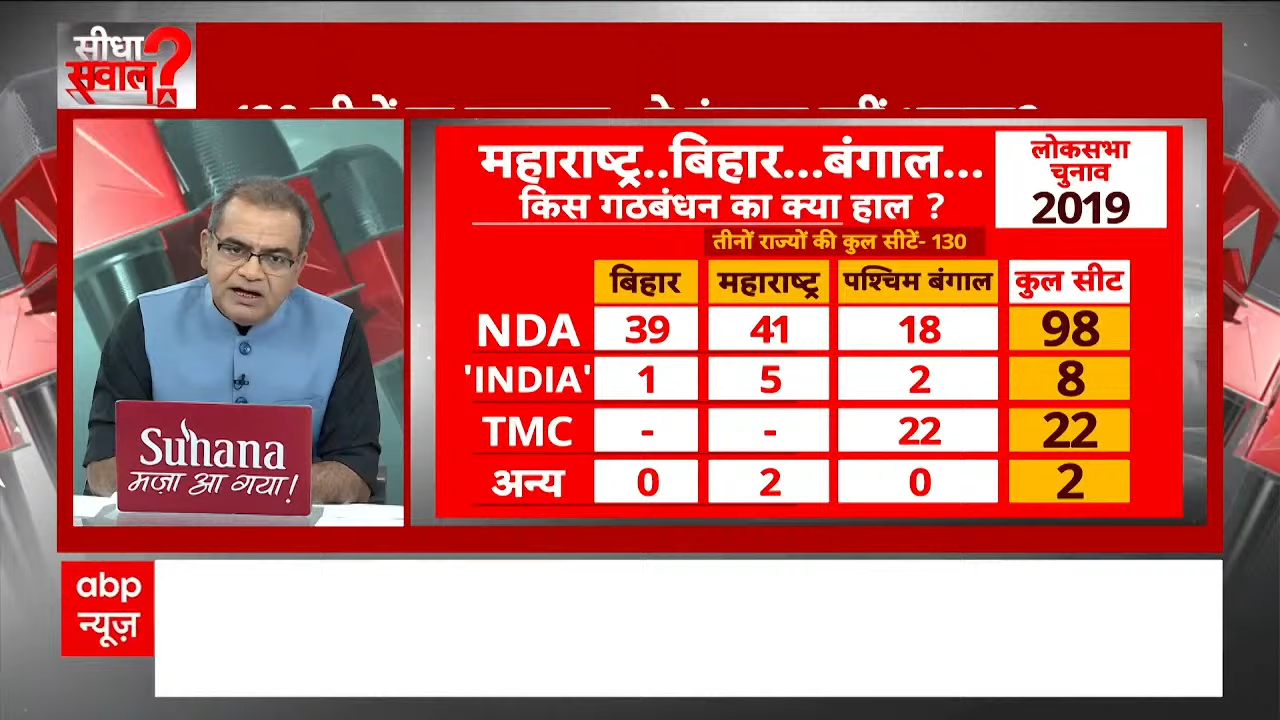 सीधा
सवाल?
महाराष्ट्र..बिहार...बंगाल...
किस गठबंधन का क्या हाल ?
लोकसभा
चुनाव
2019
तीनों राज्यों की कुल सीटें- 130
बिहार महाराष्ट्र पश्चिम बंगाल कुल सीट
NDA 39 41 18 98
'INDIA' 1 5 2 8
TMC - - 22 22
अन्य 0 2 0 2
Suhana
मज़ा आ गया!
abp
न्यूज़